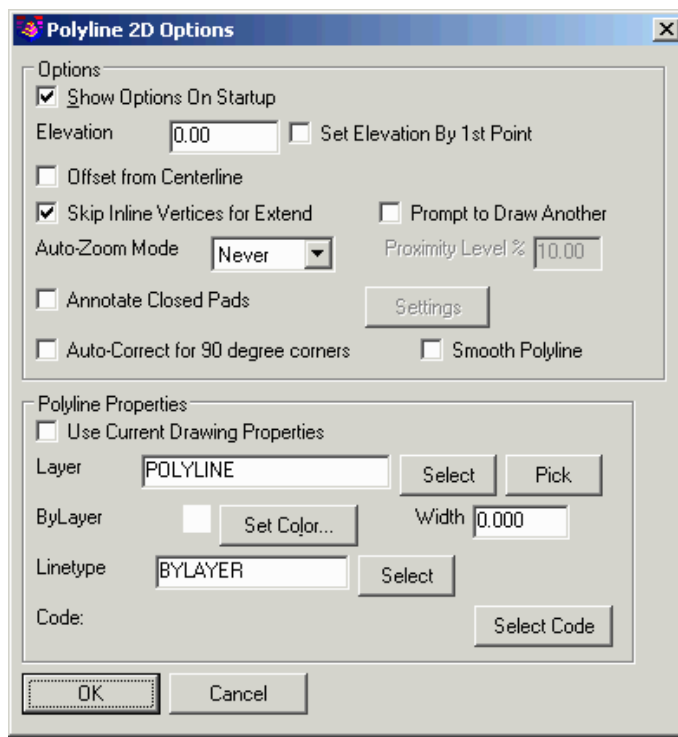 Polyline 2D Options
Options
Show Options On Startup
Elevation 0.00 Set Elevation By 1st Point
Offset from Centerline
Skip Inline Vertices for Extend Prompt to Draw Another
Auto-Zoom Mode Never Proximity Level % 10.00
Annotate Closed Pads Settings
Auto-Correct for 90 degree corners Smooth Polyline
Polyline Properties
Use Current Drawing Properties
Layer POLYLINE Select Pick
ByLayer Set Color... Width 0.000
Linetype BYLAYER Select
Code: Select Code
OK Cancel